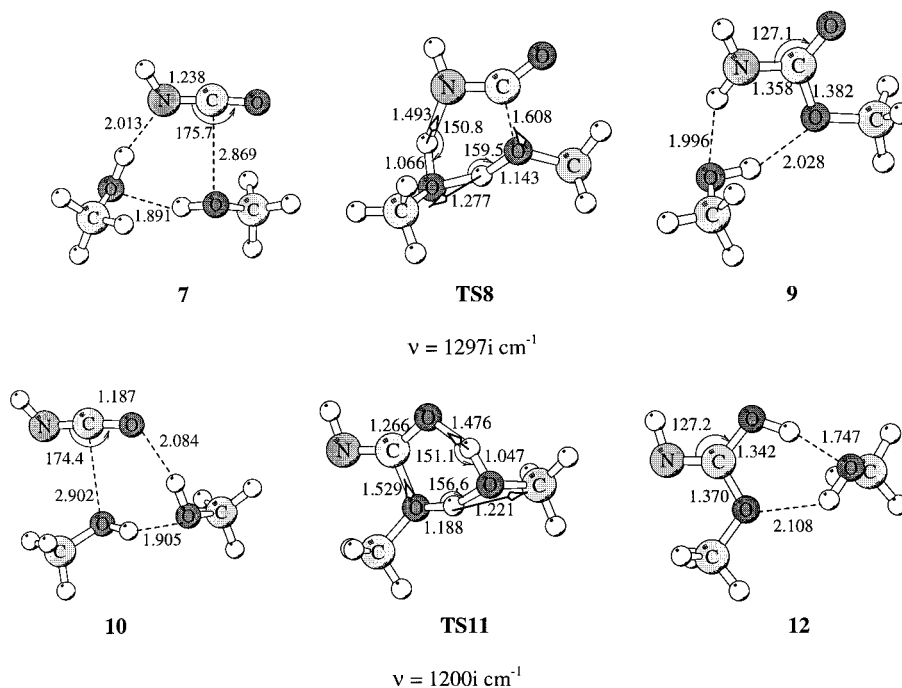 N 1.238 C O
2.013 175.7
2.869
O
C 1.891 O C
7
N C O
1.493 150.8 1.608
159.5 O
1.066 O 1.143 C
C 1.277
TS8
127.1 O
N C
1.358 1.382
O C
1.996
O 2.028
C
9
ν = 1297i cm-1
1.187
N C O
174.4 2.084
2.902
O O C
C 1.905
10
1.266 O 1.476
N C 151.1 1.047
1.529 156.6 O C
O 1.221
1.188
C
TS11
127.2 O
N C 1.342 1.747
1.370 O C
O 2.108
C
12
ν = 1200i cm-1